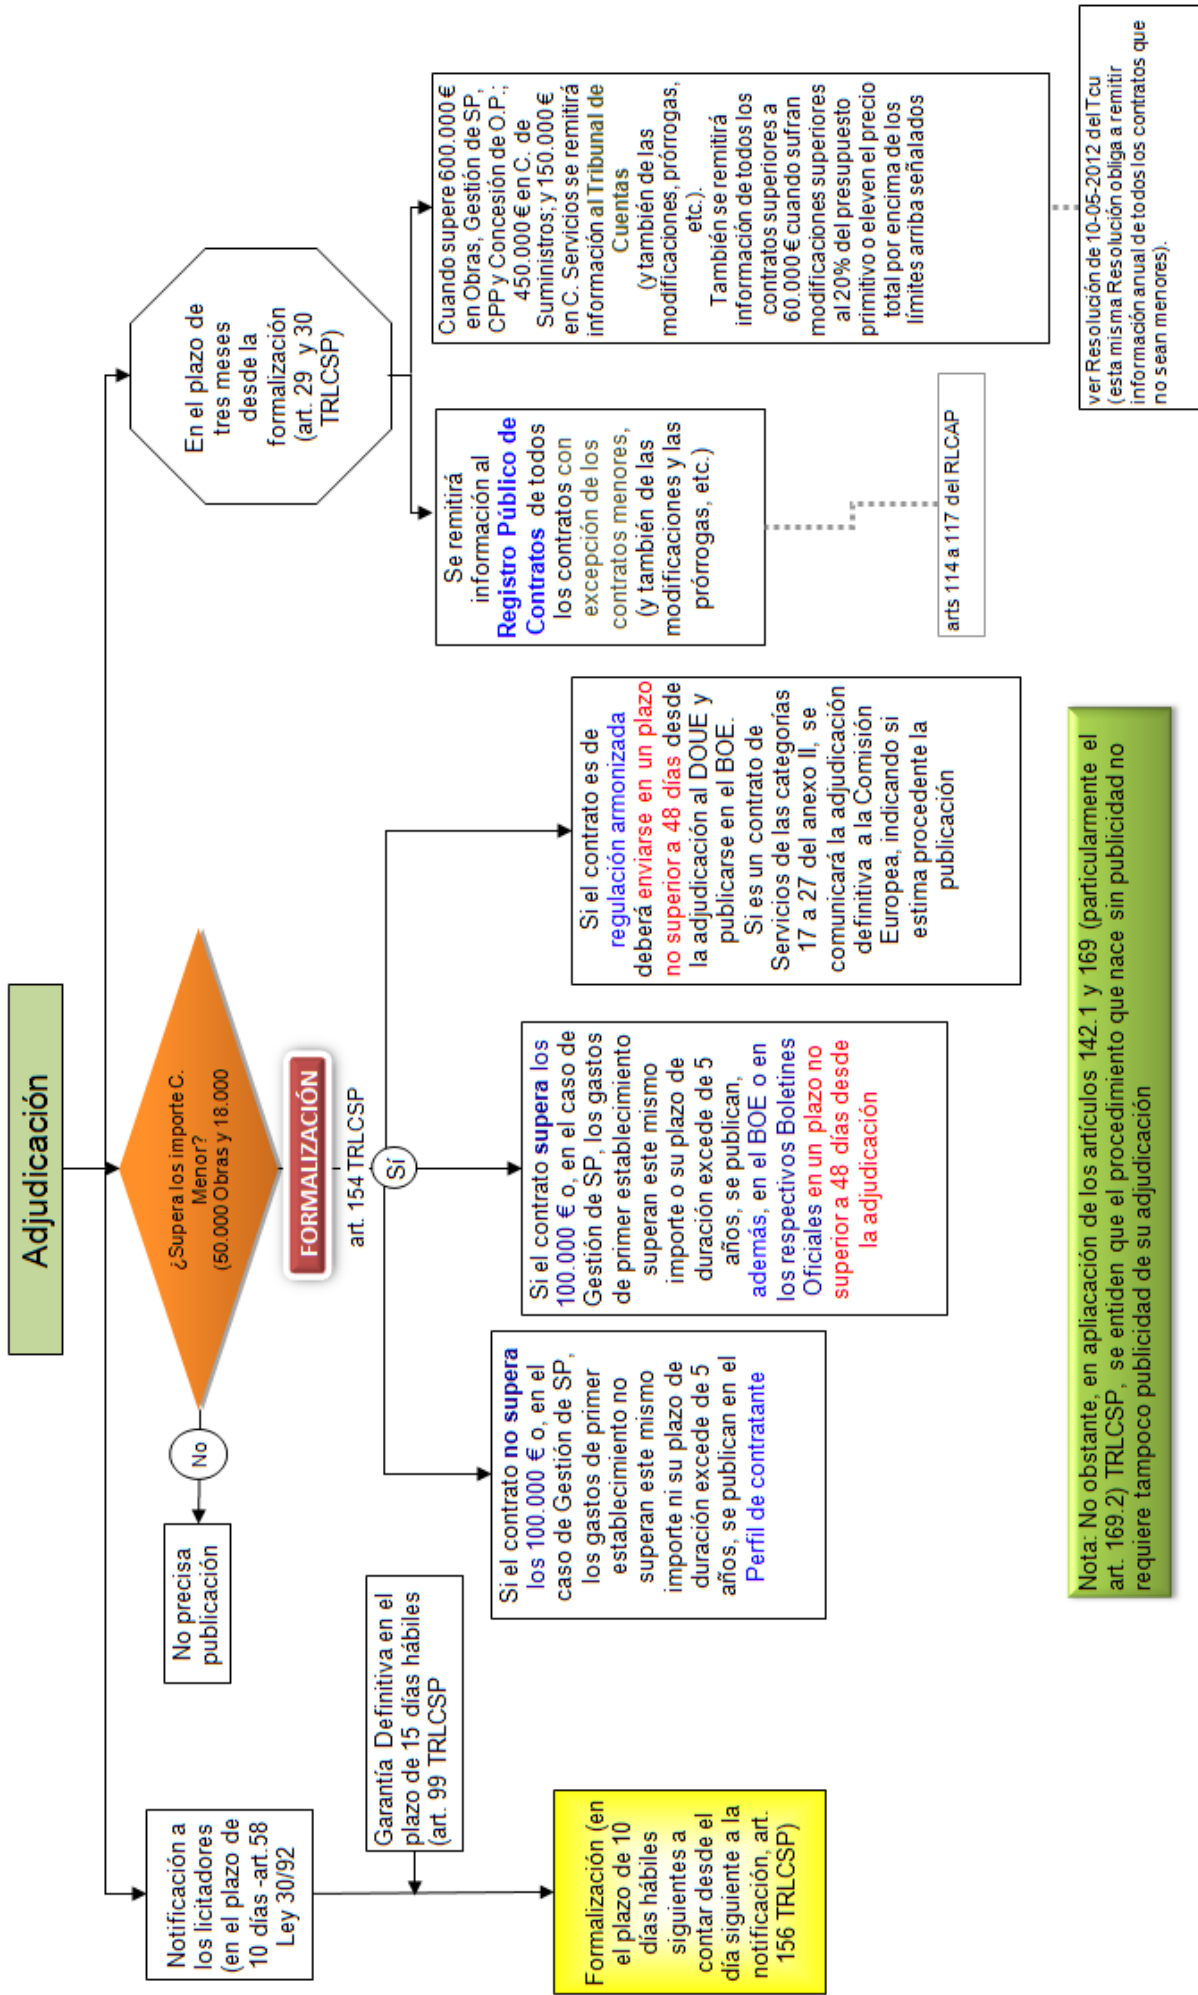 Adjudicación
Notificación a
los licitadores
(en el plazo de
10 días -art.58
Ley 30/92
No precisa
publicación
No
¿Supera los importe C.
Menor?
(50.000 Obras y 18.000
FORMALIZACIÓN
art. 154 TRLCSP
Sí
En el plazo de
tres meses
desde la
formalización
(art. 29 y 30
TRLCSP)
Garantía Definitiva en el
plazo de 15 días hábiles
(art. 99 TRLCSP
Formalización (en
el plazo de 10
días hábiles
siguientes a
contar desde el
día siguiente a la
notificación, art.
156 TRLCSP)
Si el contrato no supera
los 100.000 € o, en el
caso de Gestión de SP,
los gastos de primer
establecimiento no
superan este mismo
importe ni su plazo de
duración excede de 5
años, se publican en el
Perfil de contratante
Si el contrato supera los
100.000 € o, en el caso de
Gestión de SP, los gastos
de primer establecimiento
superan este mismo
importe o su plazo de
duración excede de 5
años, se publican,
además, en el BOE o en
los respectivos Boletines
Oficiales en un plazo no
superior a 48 días desde
la adjudicación
Si el contrato es de
regulación armonizada
deberá enviarse en un plazo
no superior a 48 días desde
la adjudicación al DOUE y
publicarse en el BOE.
Si es un contrato de
Servicios de las categorías
17 a 27 del anexo II, se
comunicará la adjudicación
definitiva a la Comisión
Europea, indicando si
estima procedente la
publicación
Se remitirá
información al
Registro Público de
Contratos de todos
los contratos con
excepción de los
contratos menores,
(y también de las
modificaciones y las
prórrogas, etc.)
Cuando supere 600.000 €
en Obras, Gestión de SP,
CPP y Concesión de O.P.;
450.000 € en C. de
Suministros; y 150.000 €
en C. Servicios se remitirá
información al Tribunal de
Cuentas
(y también de las
modificaciones, prórrogas,
etc.).
También se remitirá
información de todos los
contratos superiores a
60.000 € cuando sufran
modificaciones superiores
al 20% del presupuesto
primitivo o eleven el precio
total por encima de los
límites arriba señalados
arts 114 a 117 del RLCAP
ver Resolución de 10-05-2012 del Tcu
(esta misma Resolución obliga a remitir
información anual de todos los contratos que
no sean menores).
Nota: No obstante, en apliacación de los artículos 142.1 y 169 (particularmente el
art. 169.2) TRLCSP, se entiden que el procedimiento que nace sin publicidad no
requiere tampoco publicidad de su adjudicación